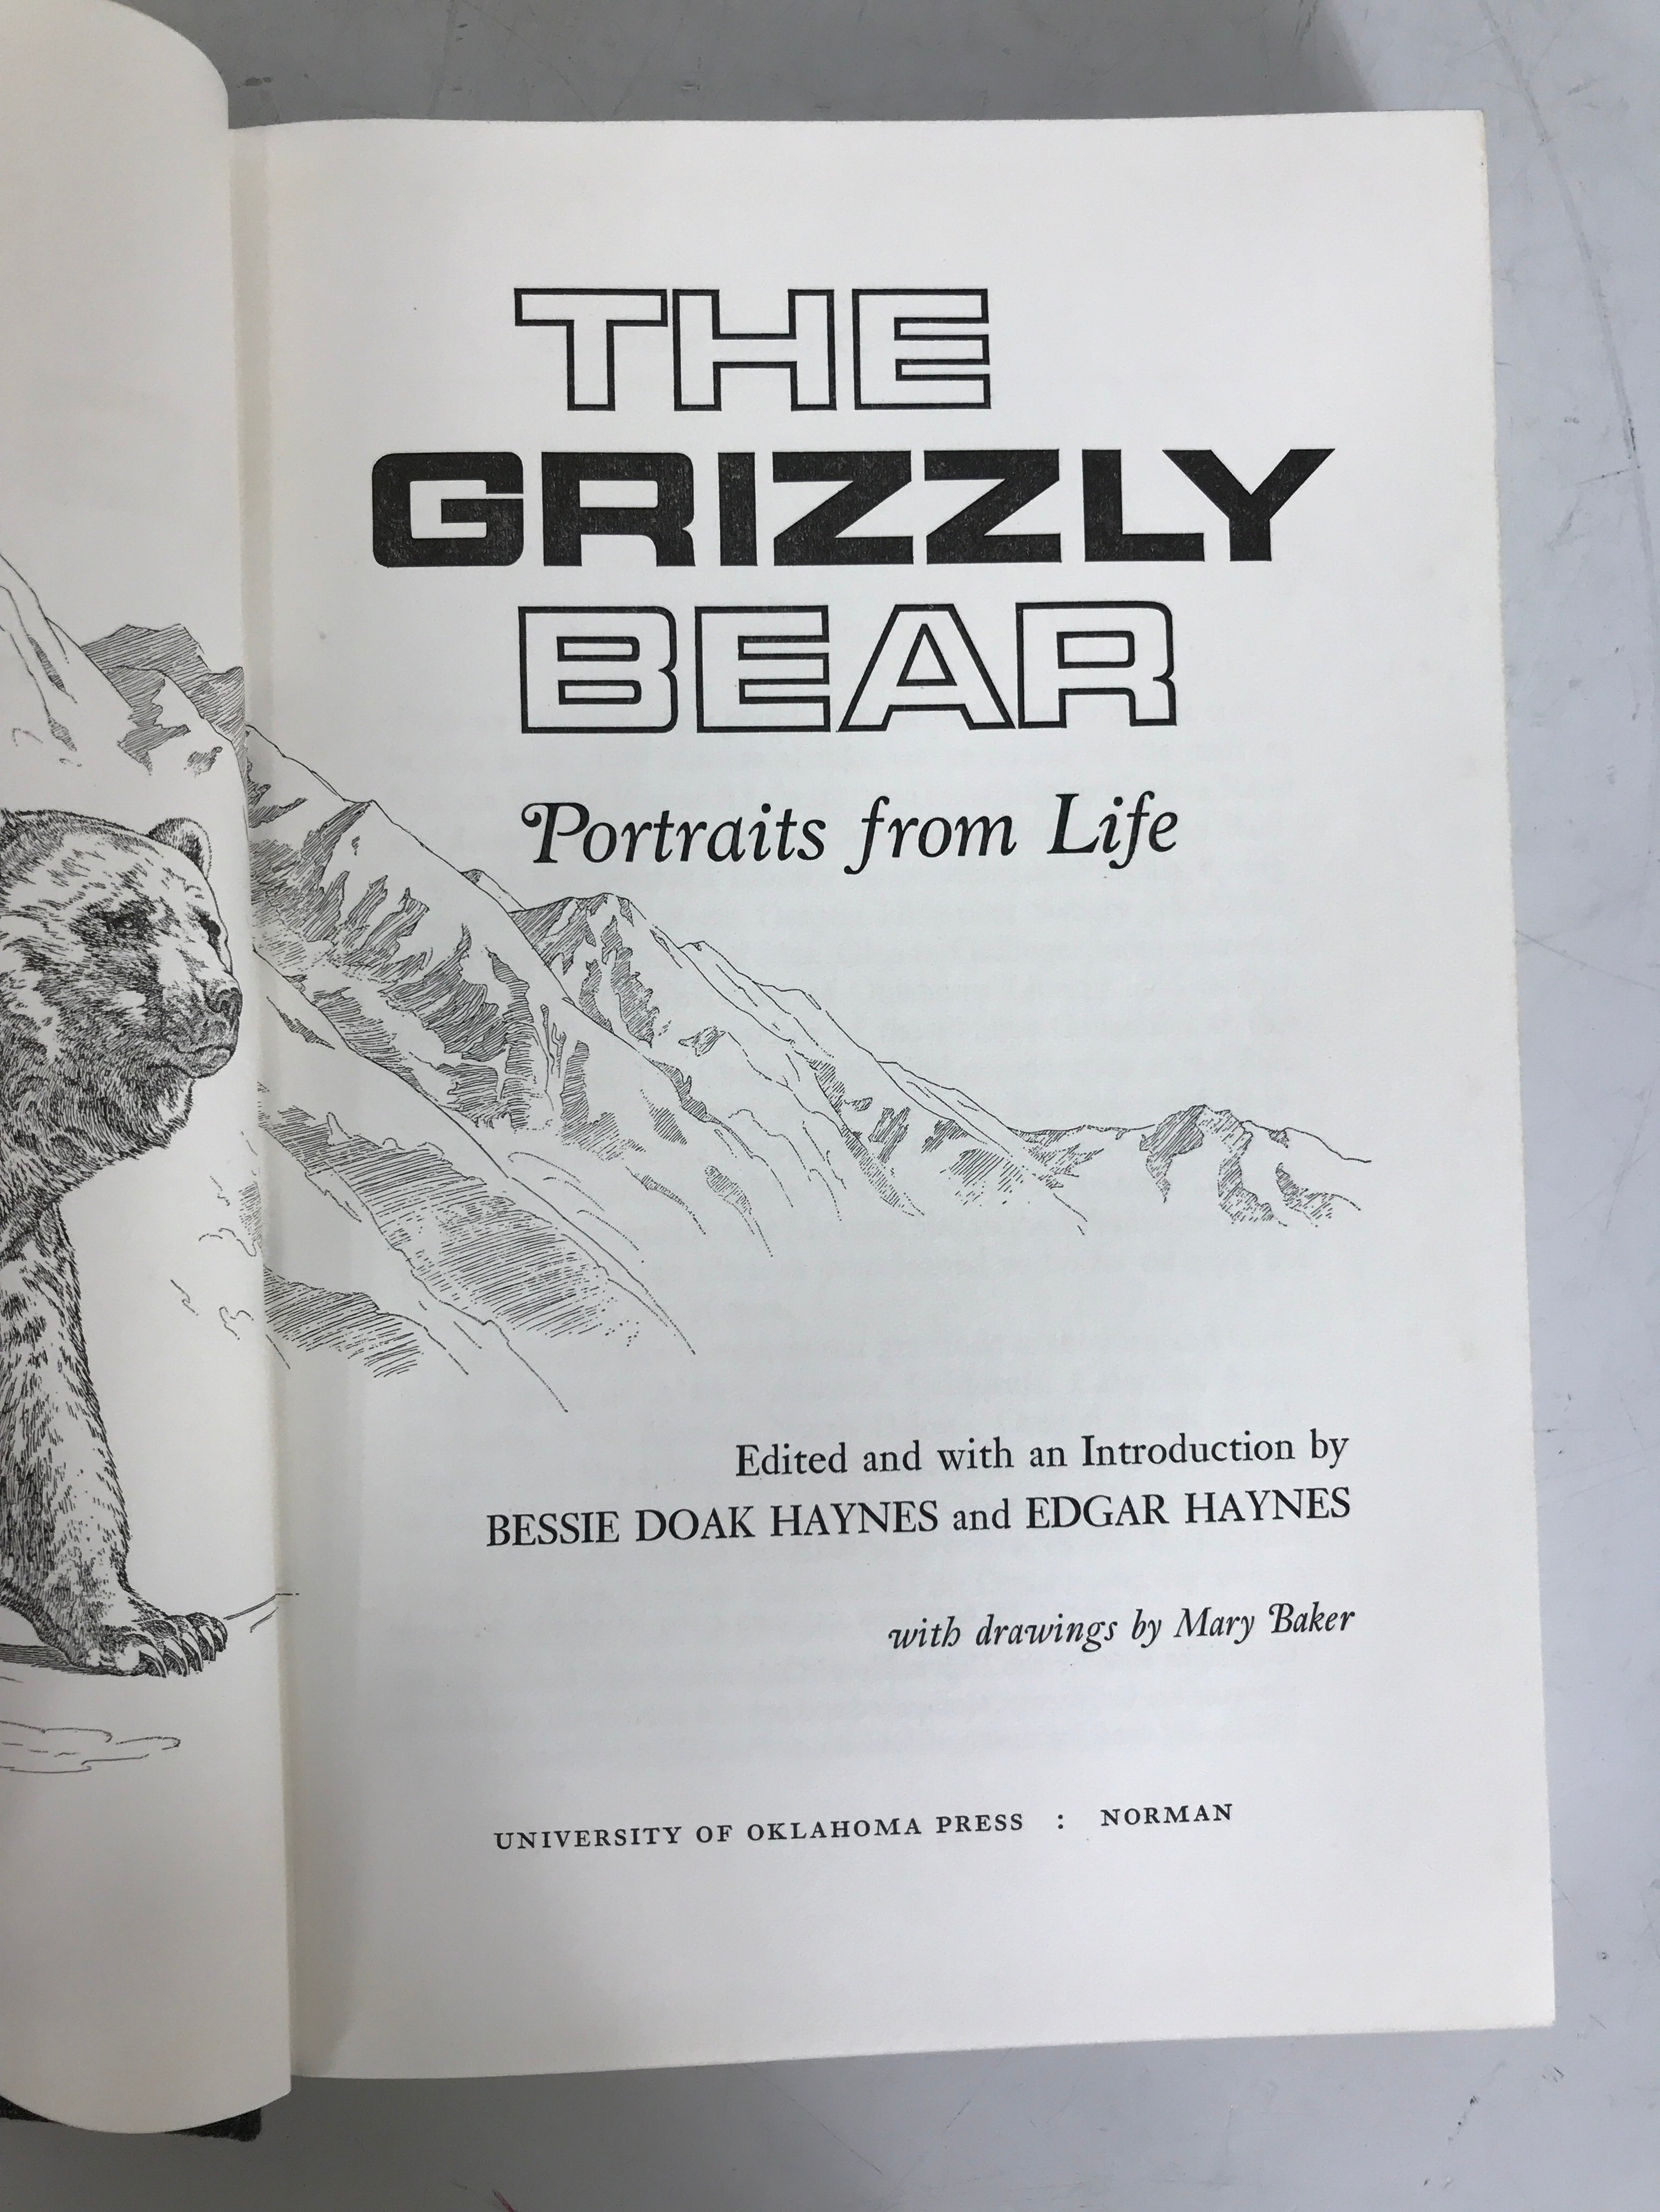 THE
GRIZZLY
BEAR
Portraits from Life
Edited and with an Introduction by
BESSIE DOAK HAYNES and EDGAR HAYNES
with drawings by Mary Baker
UNIVERSITY OF OKLAHOMA PRESS : NORMAN